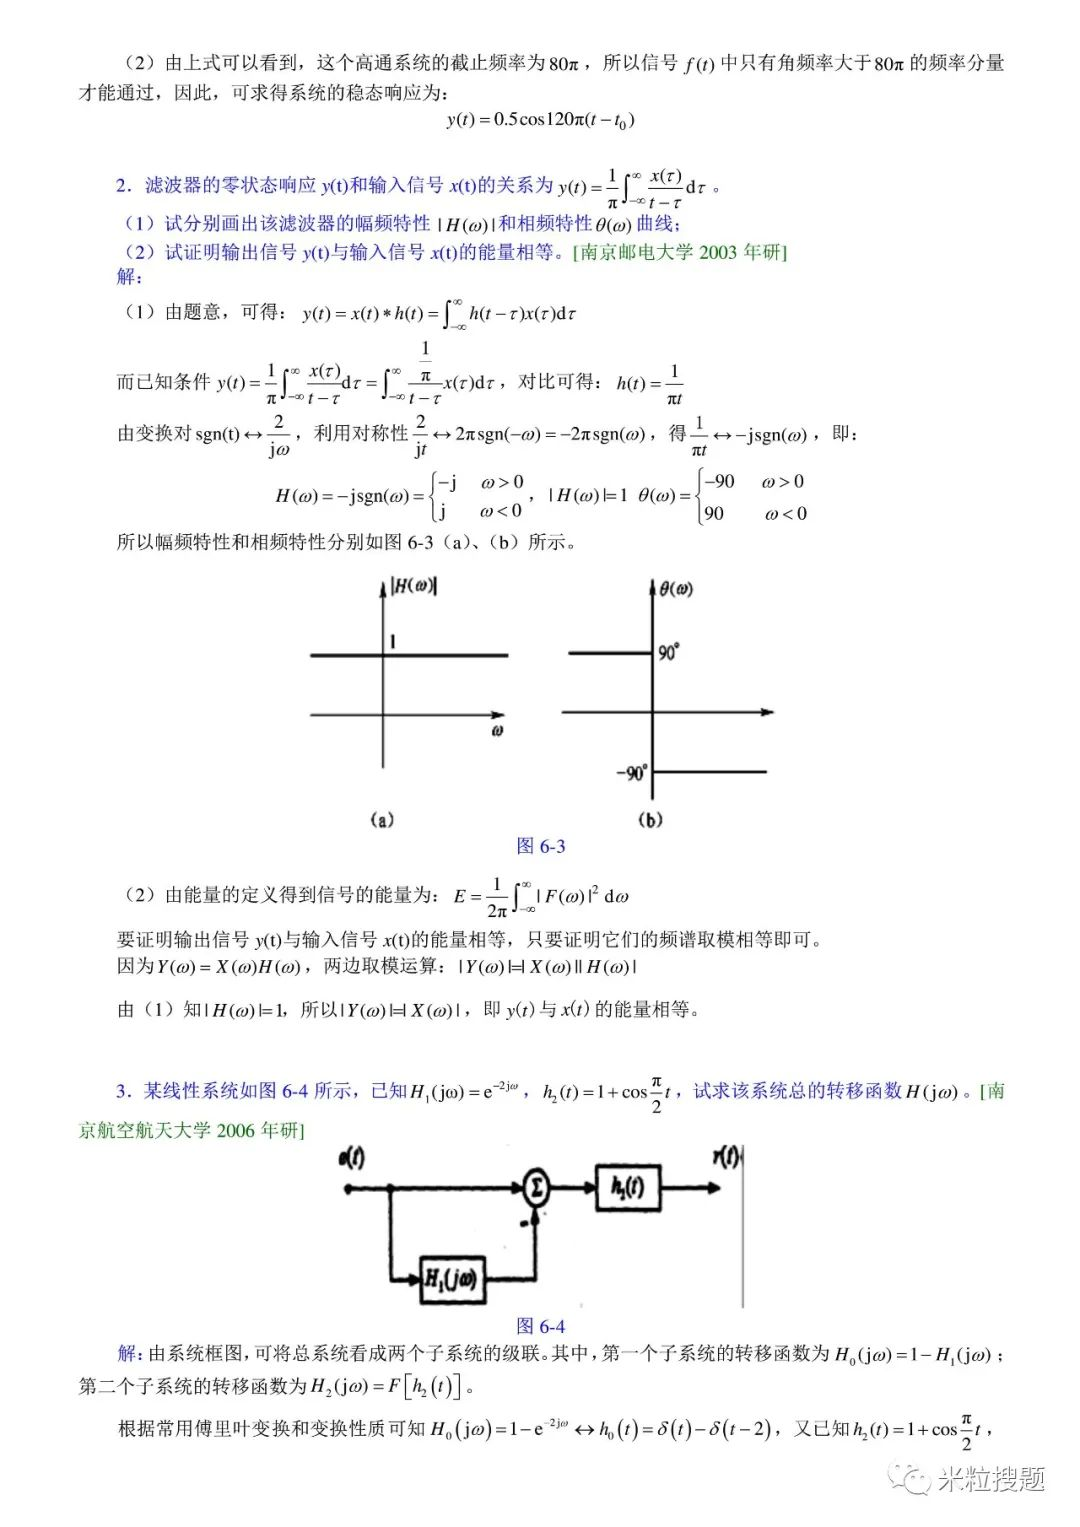 （2）由上式可以看到，这个高通系统的截止频率为80π，所以信号 f(t) 中只有角频率大于80π 的频率分量
才能通过，因此，可求得系统的稳态响应为：
y(t) = 0.5cos120π(t − t₀)
2．滤波器的零状态响应 y(t)和输入信号 x(t)的关系为 y(t) = 1/π ∫_{−∞}^{∞} x(τ)/(t − τ) dτ 。
（1）试分别画出该滤波器的幅频特性 | H(ω) | 和相频特性 θ(ω) 曲线；
（2）试证明输出信号 y(t)与输入信号 x(t)的能量相等。[南京邮电大学 2003 年研]
解：
（1）由题意，可得：y(t) = x(t) * h(t) = ∫_{−∞}^{∞} h(t − τ)x(τ)dτ
而已知条件 y(t) = 1/π ∫_{−∞}^{∞} x(τ)/(t − τ) dτ = ∫_{−∞}^{∞} (1/π)/(t − τ) x(τ)dτ，对比可得：h(t) = 1/(πt)
由变换对 sgn(t) ↔ 2/(jω)，利用对称性 2/(jt) ↔ 2πsgn(−ω) = −2πsgn(ω)，得 1/(πt) ↔ −jsgn(ω)，即：
H(ω) = −jsgn(ω) = { −j ω > 0 ; j ω < 0 ，| H(ω) |= 1 θ(ω) = { −90 ω > 0 ; 90 ω < 0
所以幅频特性和相频特性分别如图 6-3（a）、（b）所示。
|H(ω)|
1
ω
(a)
θ(ω)
90°
−90°
(b)
图 6-3
（2）由能量的定义得到信号的能量为：E = 1/(2π) ∫_{−∞}^{∞} | F(ω) |² dω
要证明输出信号 y(t)与输入信号 x(t)的能量相等，只要证明它们的频谱取模相等即可。
因为Y(ω) = X(ω)H(ω)，两边取模运算：| Y(ω) |=| X(ω) || H(ω) |
由（1）知 | H(ω) |= 1，所以 | Y(ω) |=| X(ω) |，即 y(t) 与 x(t) 的能量相等。
3．某线性系统如图 6-4 所示，已知 H₁(jω) = e^{−2jω}，h₂(t) = 1 + cos π/2 t，试求该系统总的转移函数 H(jω) 。[南
京航空航天大学 2006 年研]
e(t)
Σ
−
h₂(t)
r(t)
H₁(jω)
图 6-4
解：由系统框图，可将总系统看成两个子系统的级联。其中，第一个子系统的转移函数为 H₀(jω) = 1 − H₁(jω)；
第二个子系统的转移函数为 H₂(jω) = F[h₂(t)]。
根据常用傅里叶变换和变换性质可知 H₀(jω) = 1 − e^{−2jω} ↔ h₀(t) = δ(t) − δ(t − 2)，又已知 h₂(t) = 1 + cos π/2 t，
米粒搜题